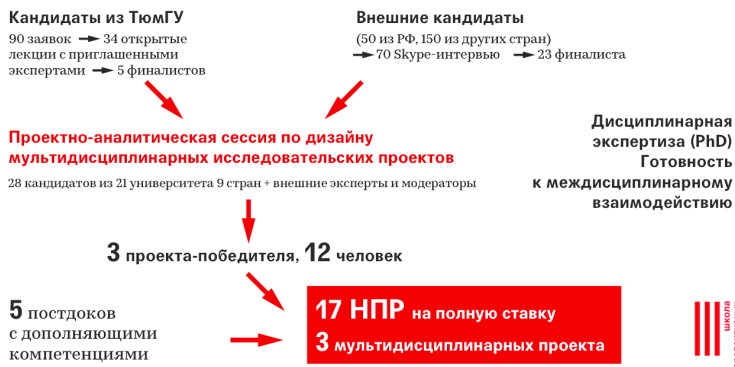 Кандидаты из ТюмГУ
90 заявок → 34 открытые
лекции с приглашенными
экспертами → 5 финалистов
Внешние кандидаты
(50 из РФ, 150 из других стран)
→ 70 Skype-интервью → 23 финалиста
Проектно-аналитическая сессия по дизайну
мультидисциплинарных исследовательских проектов
28 кандидатов из 21 университета 9 стран + внешние эксперты и модераторы
Дисциплинарная
экспертиза (PhD)
Готовность
к междисциплинарному
взаимодействию
3 проекта-победителя, 12 человек
5 постдоков
с дополняющими
компетенциями
17 НПР на полную ставку
3 мультидисциплинарных проекта
школа